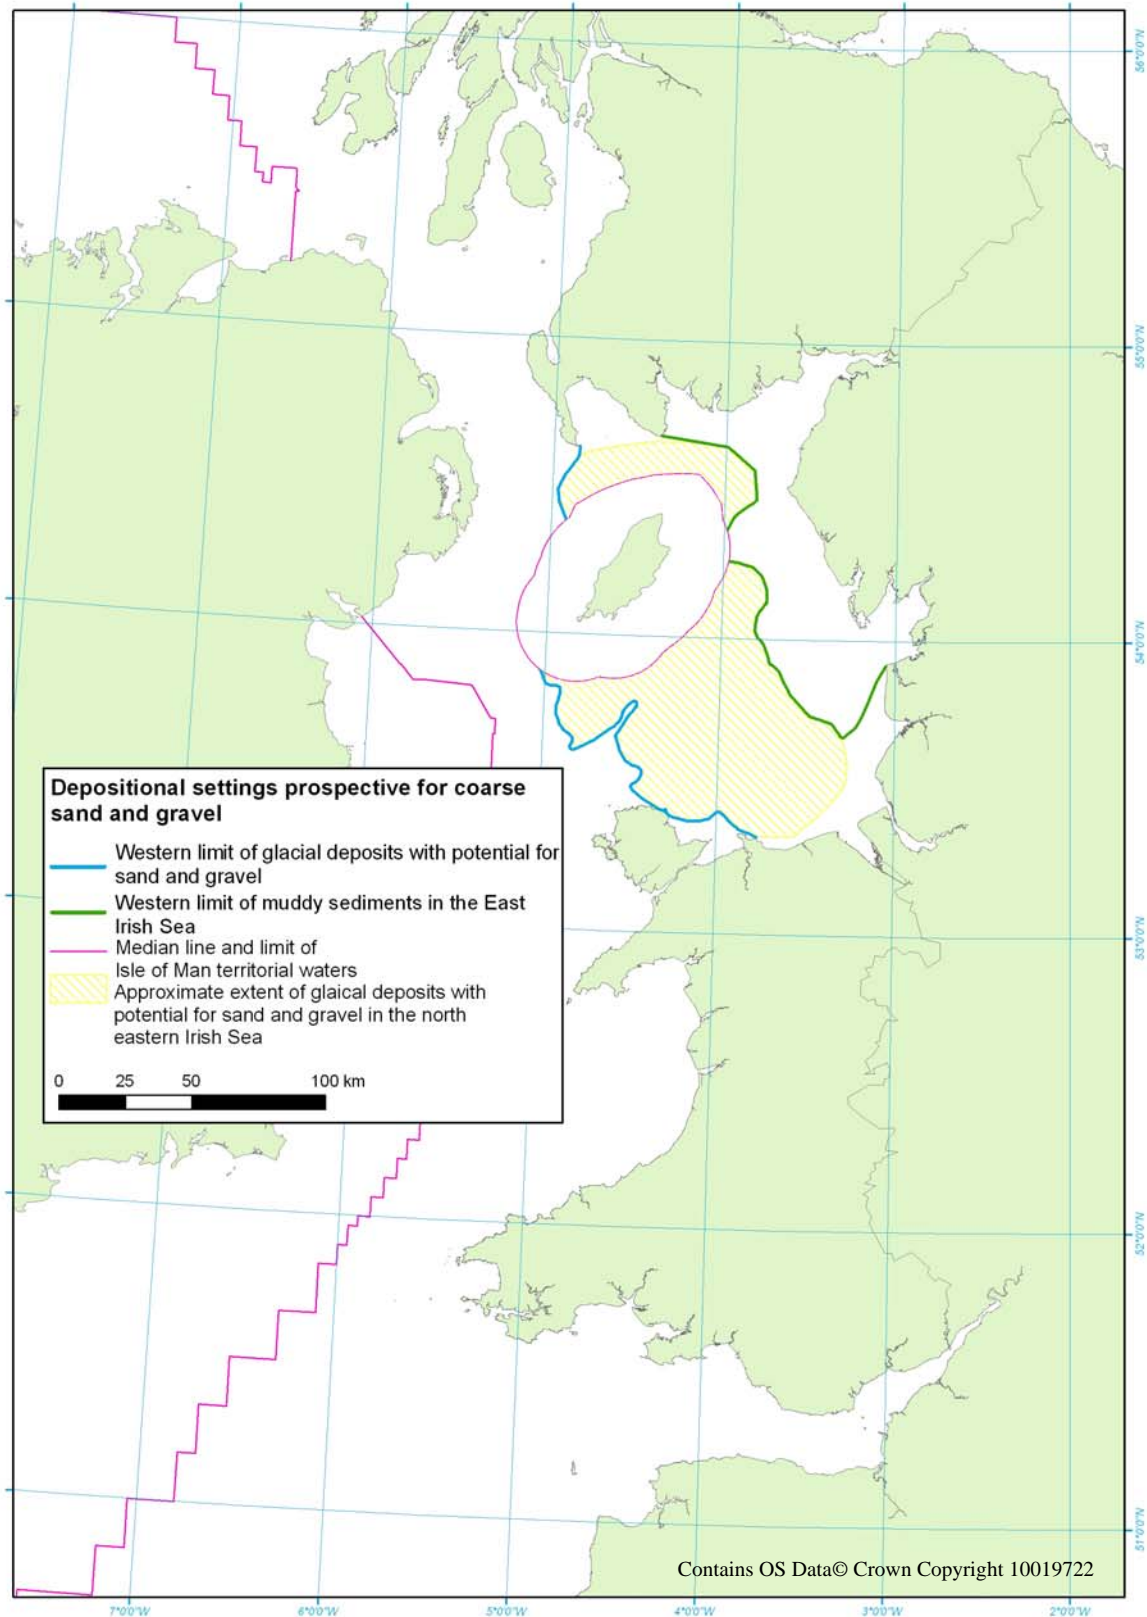 56°0'0"N
55°0'0"N
54°0'0"N
Depositional settings prospective for coarse
sand and gravel
Western limit of glacial deposits with potential for
sand and gravel
Western limit of muddy sediments in the East
Irish Sea
Median line and limit of
Isle of Man territorial waters
Approximate extent of glaical deposits with
potential for sand and gravel in the north
eastern Irish Sea
0 25 50 100 km
53°0'0"N
52°0'0"N
51°0'0"N
Contains OS Data© Crown Copyright 10019722
7°0'0"W 6°0'0"W 5°0'0"W 4°0'0"W 3°0'0"W 2°0'0"W